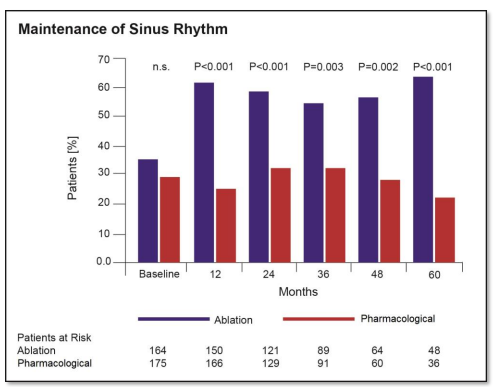 Maintenance of Sinus Rhythm
n.s. P<0.001 P<0.001 P=0.003 P=0.002 P<0.001
Patients [%]
70
60
50
40
30
20
10
0.0
Baseline 12 24 36 48 60
Months
Ablation Pharmacological
Patients at Risk
Ablation 164 150 121 89 64 48
Pharmacological 175 166 129 91 60 36